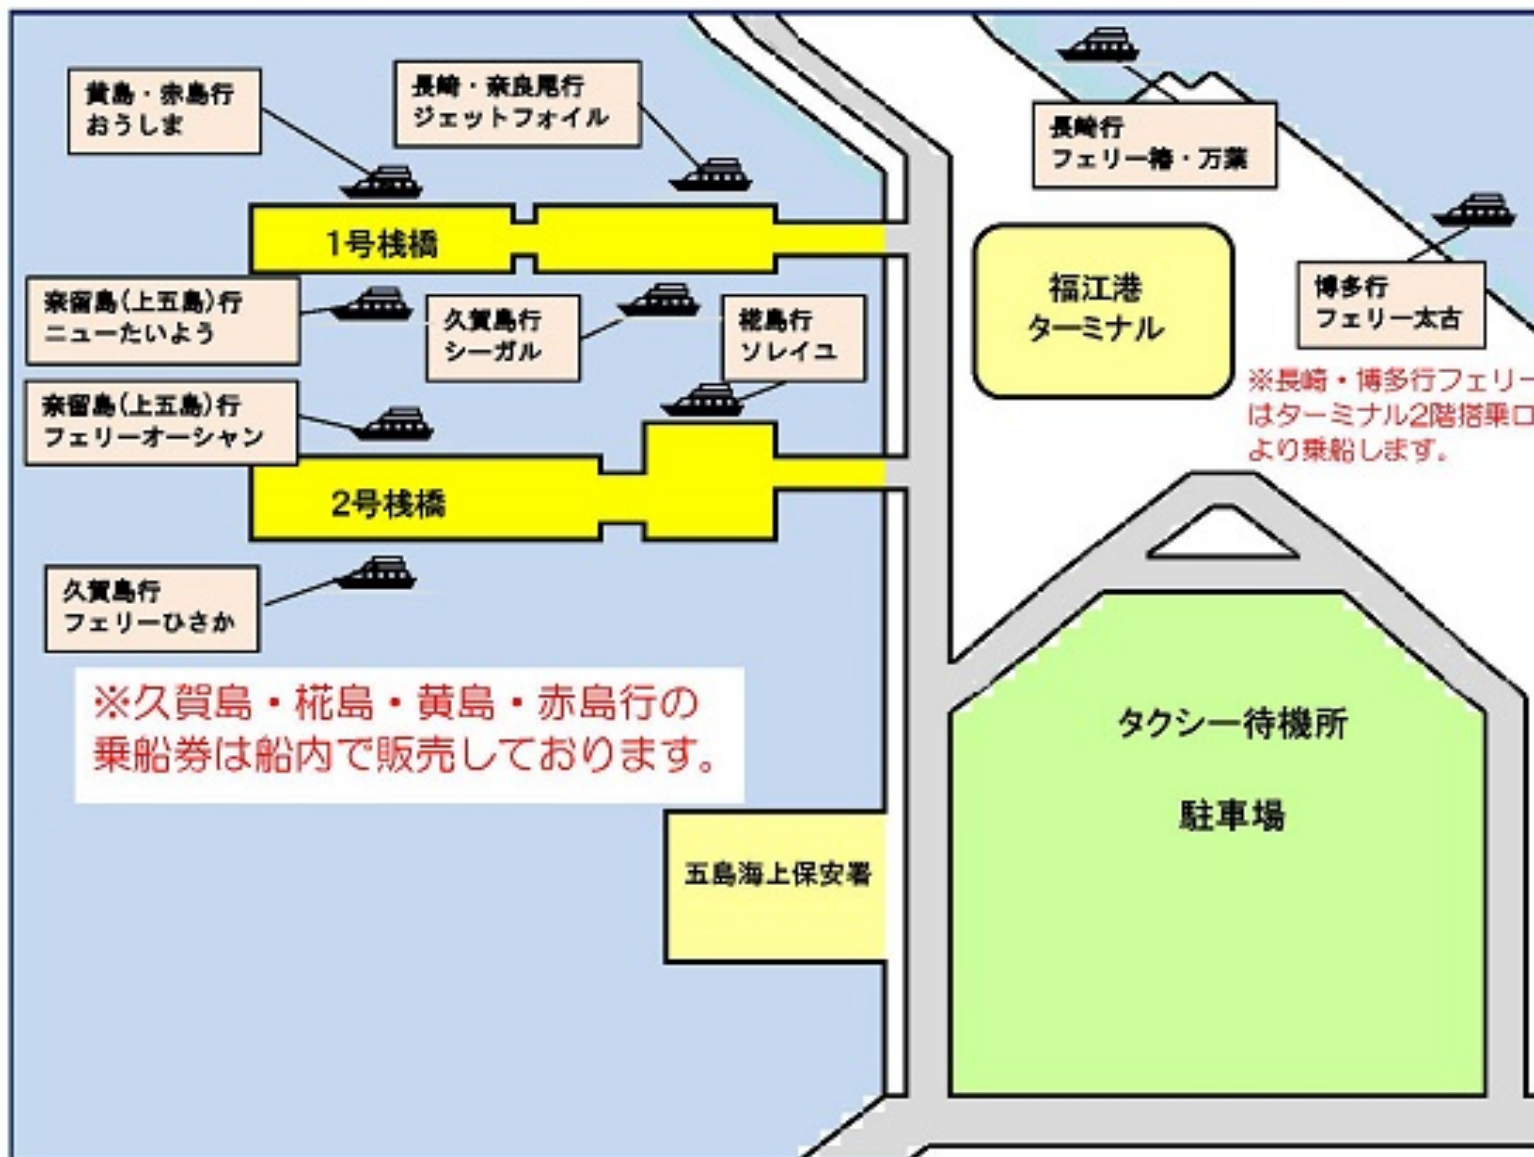 黄島・赤島行
おうしま
長崎・奈良尾行
ジェットフォイル
長崎行
フェリー椿・万葉
1号桟橋
福江港
ターミナル
博多行
フェリー太古
奈留島(上五島)行
ニューたいよう
久賀島行
シーガル
椛島行
ソレイユ
※長崎・博多行フェリー
はターミナル2階搭乗口
より乗船します。
奈留島(上五島)行
フェリーオーシャン
2号桟橋
久賀島行
フェリーひさか
※久賀島・椛島・黄島・赤島行の
乗船券は船内で販売しております。
タクシー待機所
駐車場
五島海上保安署